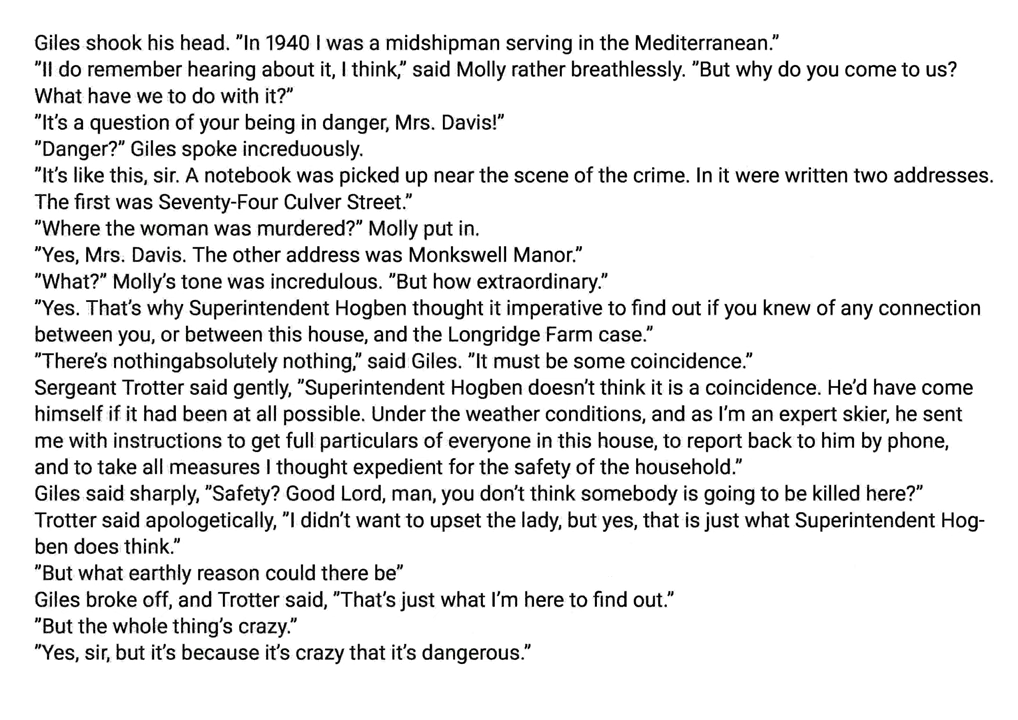 Giles shook his head. "In 1940 I was a midshipman serving in the Mediterranean."
"II do remember hearing about it, I think," said Molly rather breathlessly. "But why do you come to us?
What have we to do with it?"
"It's a question of your being in danger, Mrs. Davis!"
"Danger?" Giles spoke increduously.
"It's like this, sir. A notebook was picked up near the scene of the crime. In it were written two addresses.
The first was Seventy-Four Culver Street."
"Where the woman was murdered?" Molly put in.
"Yes, Mrs. Davis. The other address was Monkswell Manor."
"What?" Molly's tone was incredulous. "But how extraordinary."
"Yes. That's why Superintendent Hogben thought it imperative to find out if you knew of any connection
between you, or between this house, and the Longridge Farm case."
"There's nothingabsolutely nothing," said Giles. "It must be some coincidence."
Sergeant Trotter said gently, "Superintendent Hogben doesn't think it is a coincidence. He'd have come
himself if it had been at all possible. Under the weather conditions, and as I'm an expert skier, he sent
me with instructions to get full particulars of everyone in this house, to report back to him by phone,
and to take all measures I thought expedient for the safety of the household."
Giles said sharply, "Safety? Good Lord, man, you don't think somebody is going to be killed here?"
Trotter said apologetically, "I didn't want to upset the lady, but yes, that is just what Superintendent Hog-
ben does think."
"But what earthly reason could there be"
Giles broke off, and Trotter said, "That's just what I'm here to find out."
"But the whole thing's crazy."
"Yes, sir, but it's because it's crazy that it's dangerous."